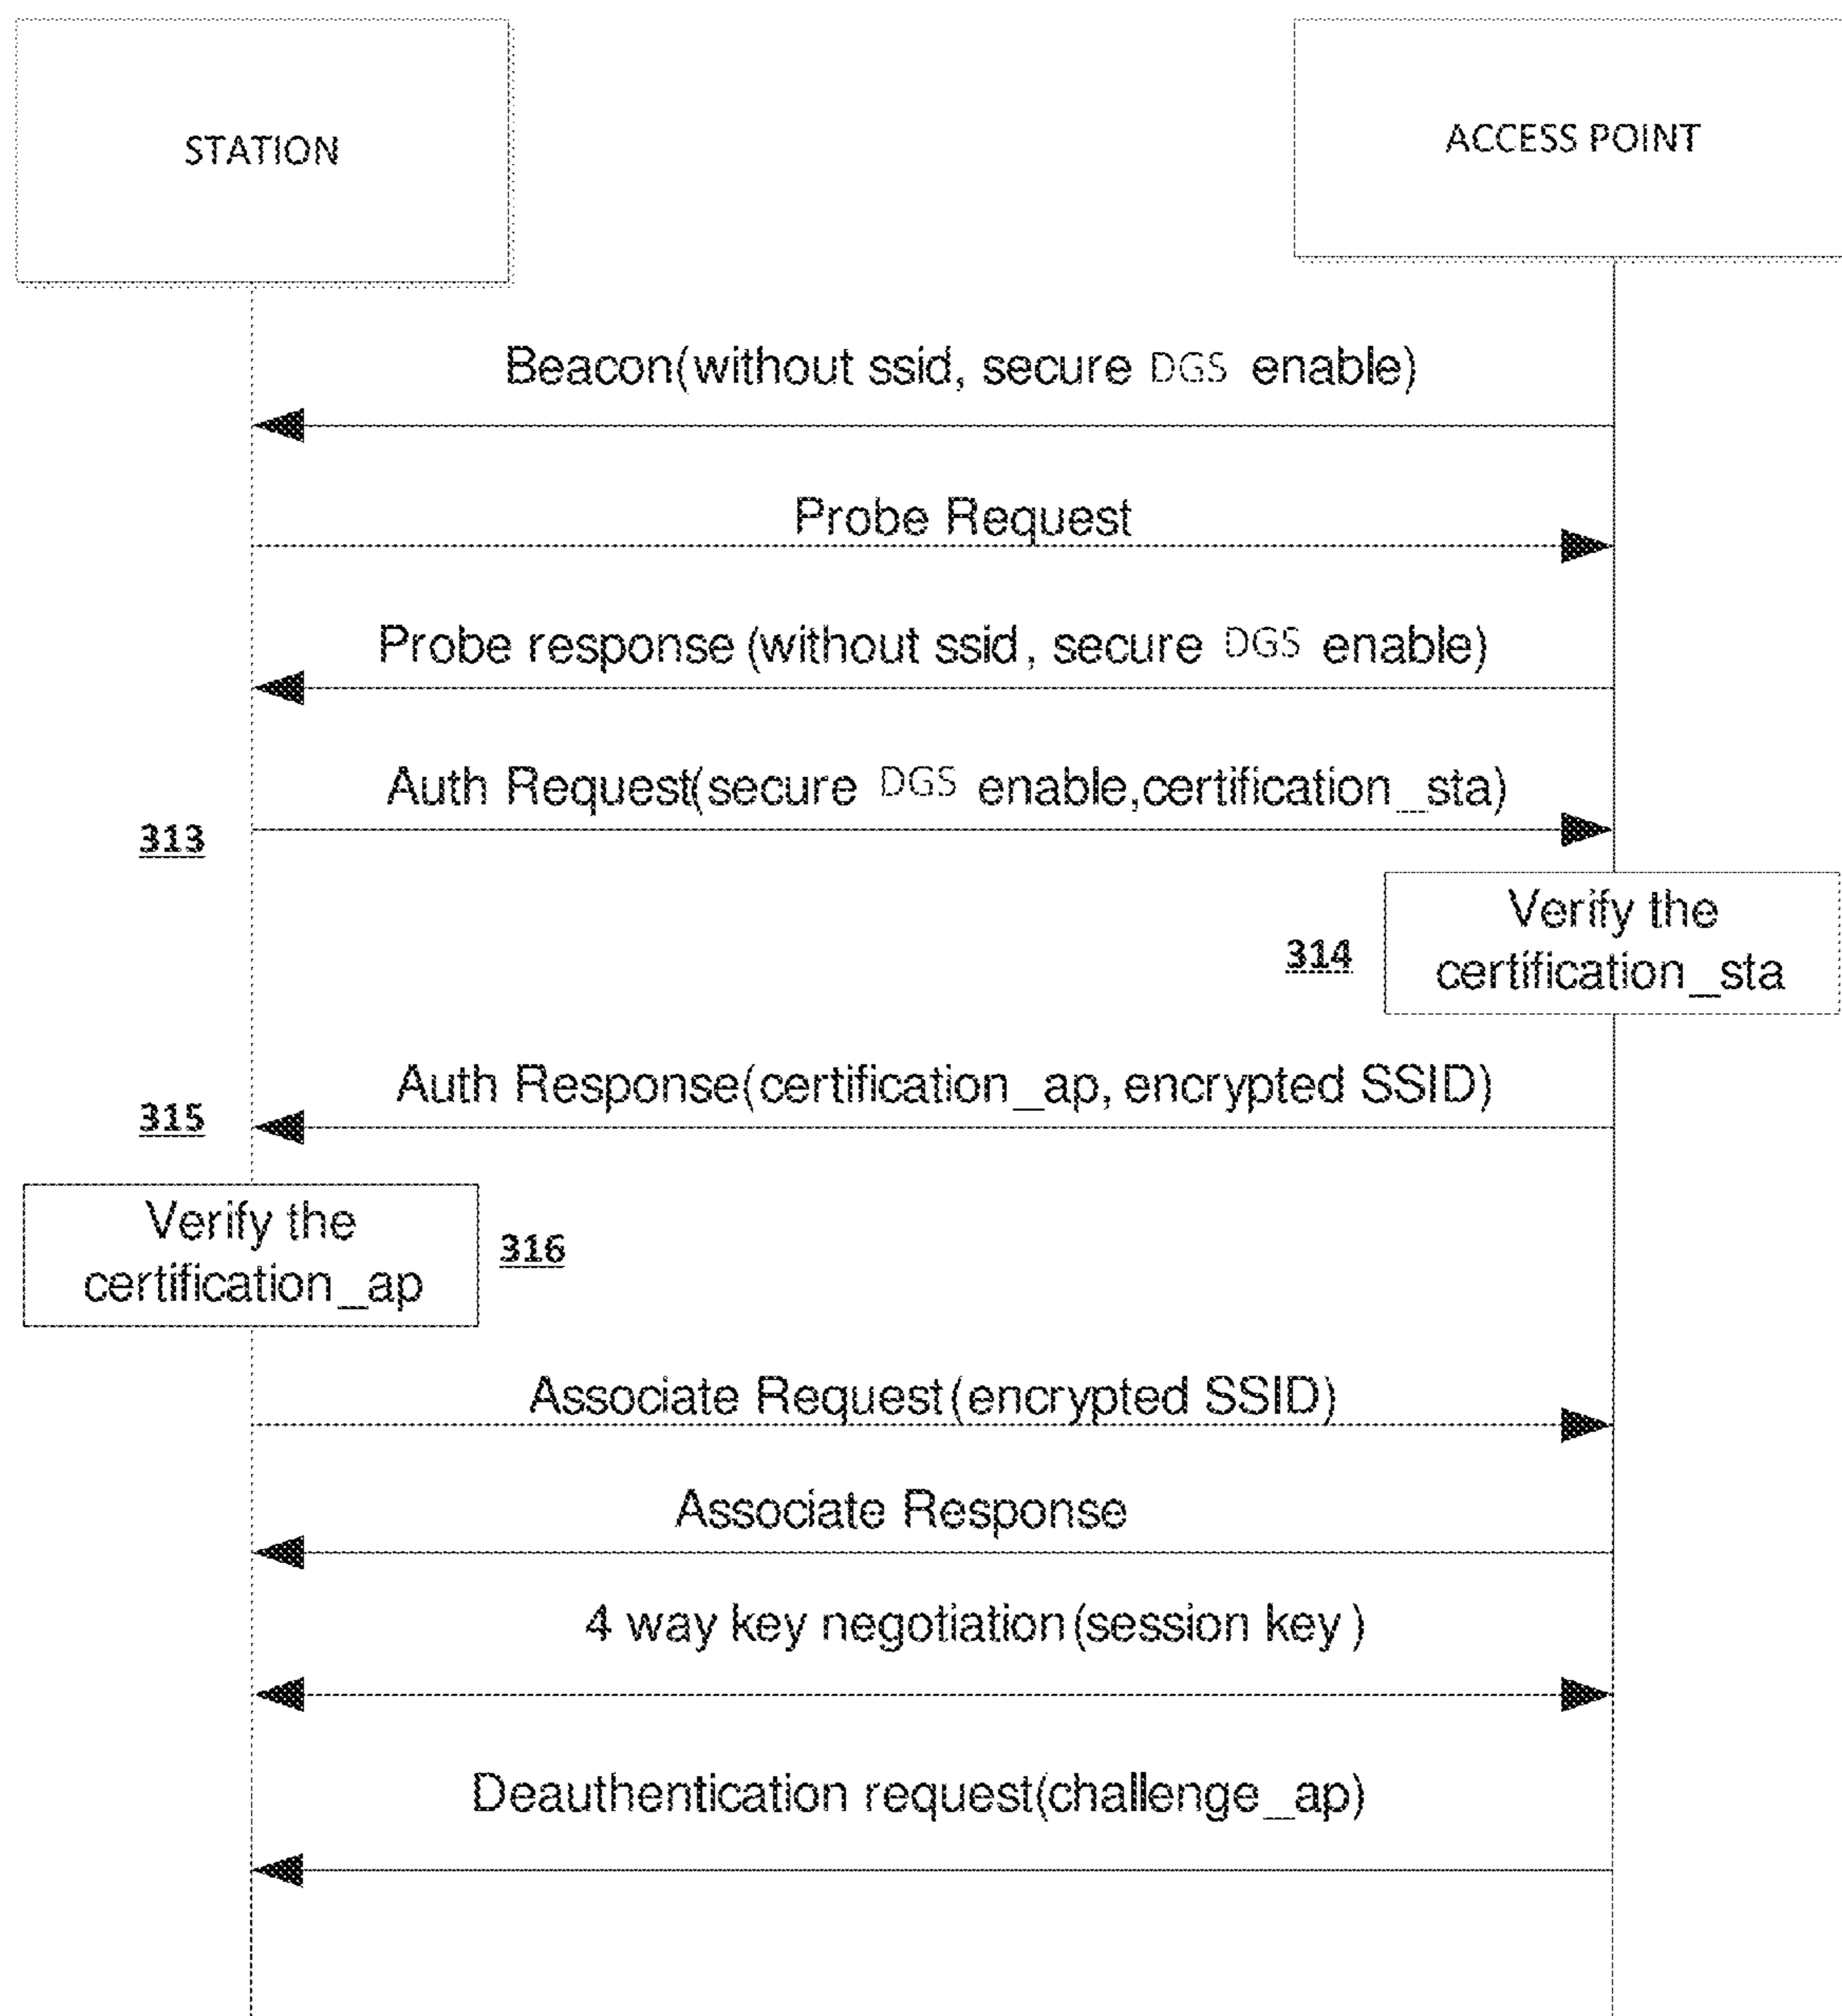 STATION
ACCESS POINT
Beacon(without ssid, secure DGS enable)
Probe Request
Probe response (without ssid, secure DGS enable)
Auth Request(secure DGS enable,certification_sta)
313
Verify the
certification_sta
314
Auth Response(certification_ap, encrypted SSID)
315
Verify the
certification_ap
316
Associate Request(encrypted SSID)
Associate Response
4 way key negotiation(session key )
Deauthentication request(challenge_ap)